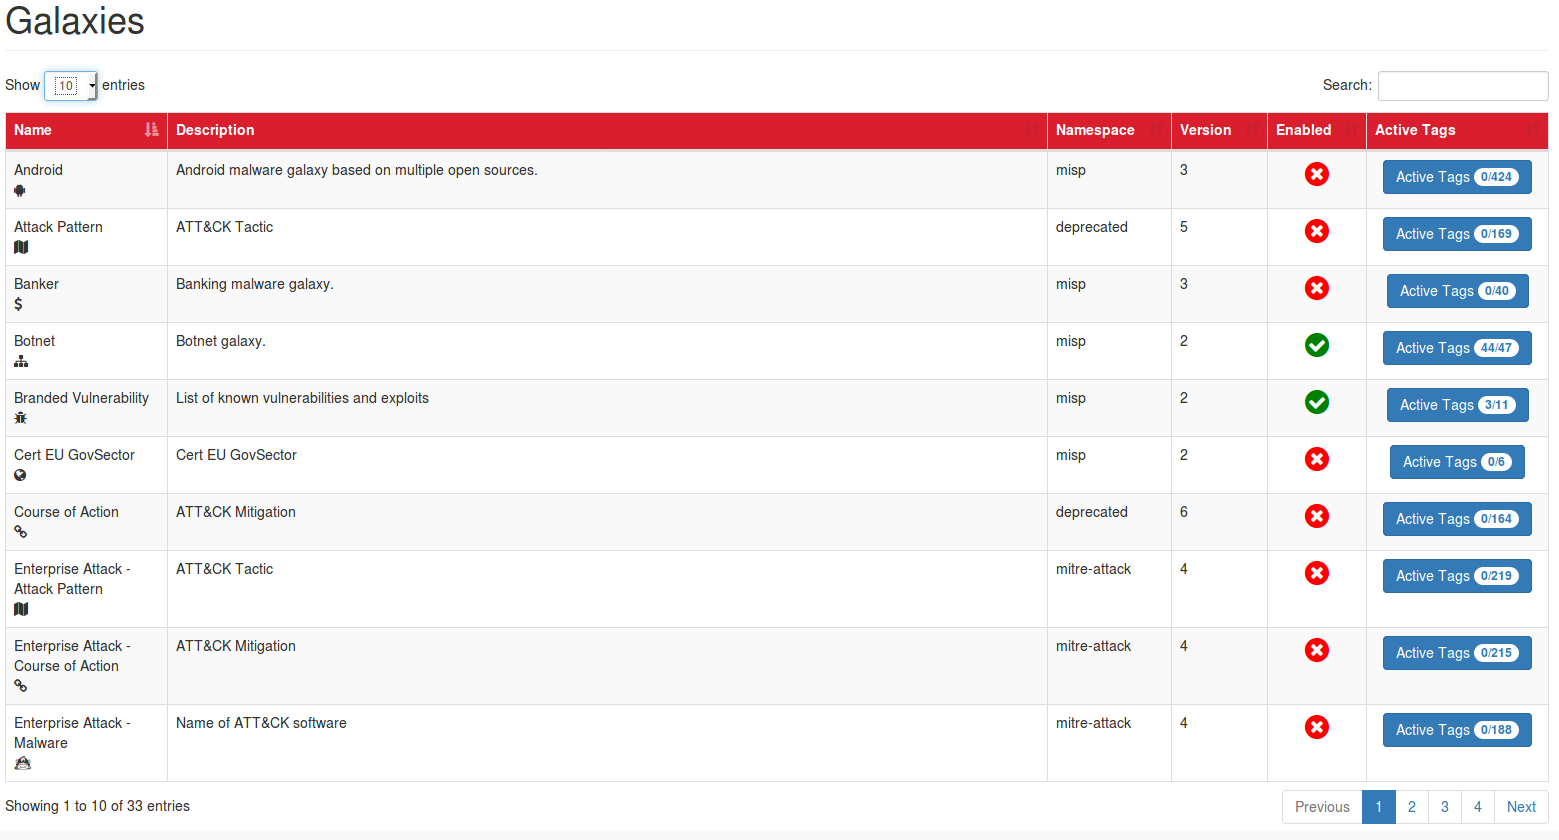 Galaxies
Show 10 entries Search:
Name Description Namespace Version Enabled Active Tags
Android Android malware galaxy based on multiple open sources. misp 3 Active Tags 0/424
Attack Pattern ATT&CK Tactic deprecated 5 Active Tags 0/169
Banker Banking malware galaxy. misp 3 Active Tags 0/40
Botnet Botnet galaxy. misp 2 Active Tags 44/47
Branded Vulnerability List of known vulnerabilities and exploits misp 2 Active Tags 3/11
Cert EU GovSector Cert EU GovSector misp 2 Active Tags 0/6
Course of Action ATT&CK Mitigation deprecated 6 Active Tags 0/164
Enterprise Attack - ATT&CK Tactic mitre-attack 4 Active Tags 0/219
Attack Pattern
Enterprise Attack - ATT&CK Mitigation mitre-attack 4 Active Tags 0/215
Course of Action
Enterprise Attack - Name of ATT&CK software mitre-attack 4 Active Tags 0/188
Malware
Showing 1 to 10 of 33 entries Previous 1 2 3 4 Next